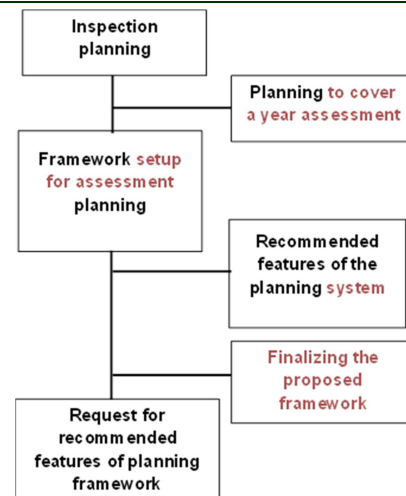 Inspection
planning
Planning to cover
a year assessment
Framework setup
for assessment
planning
Recommended
features of the
planning system
Finalizing the
proposed
framework
Request for
recommended
features of planning
framework